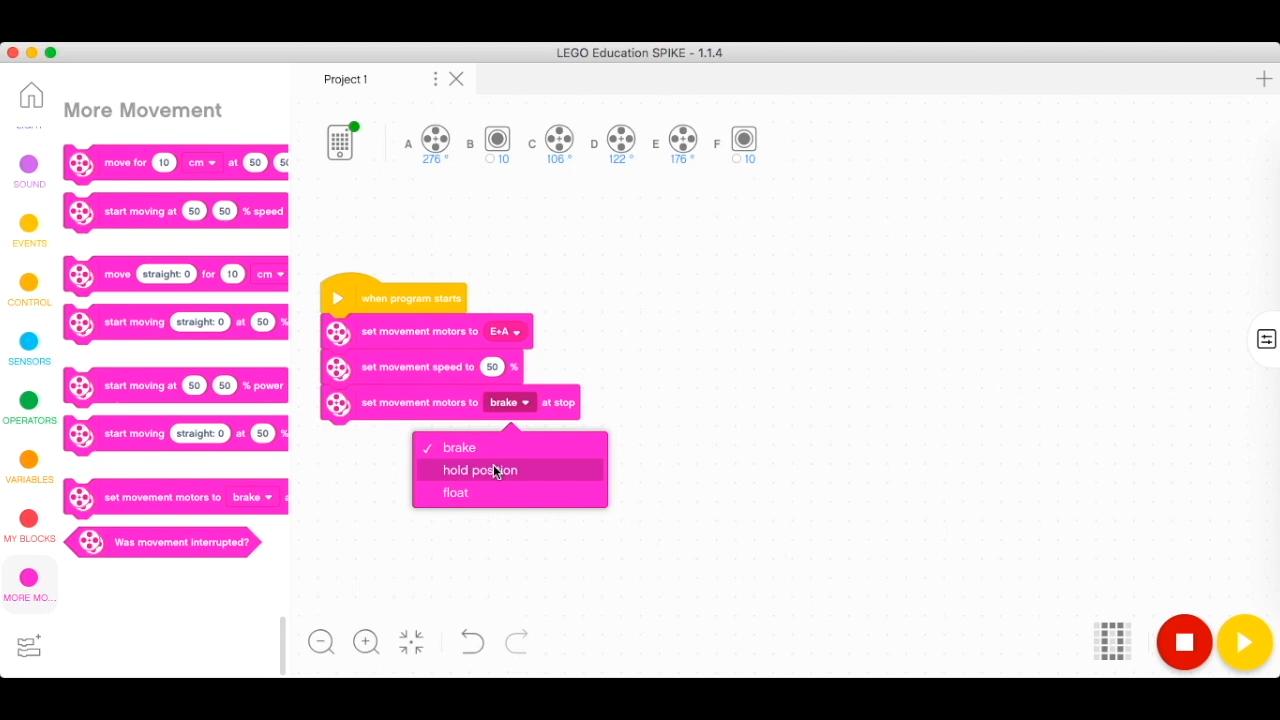 LEGO Education SPIKE - 1.1.4
Project 1
More Movement
A 276 °
B 10
C 106 °
D 122 °
E 176 °
F 10
SOUND
EVENTS
CONTROL
SENSORS
OPERATORS
VARIABLES
MY BLOCKS
MORE MO...
move for 10 cm at 50 50
start moving at 50 50 % speed
move straight: 0 for 10 cm
start moving straight: 0 at 50 %
start moving at 50 50 % power
start moving straight: 0 at 50 %
set movement motors to brake
Was movement interrupted?
when program starts
set movement motors to E+A
set movement speed to 50 %
set movement motors to brake at stop
✓ brake
hold position
float